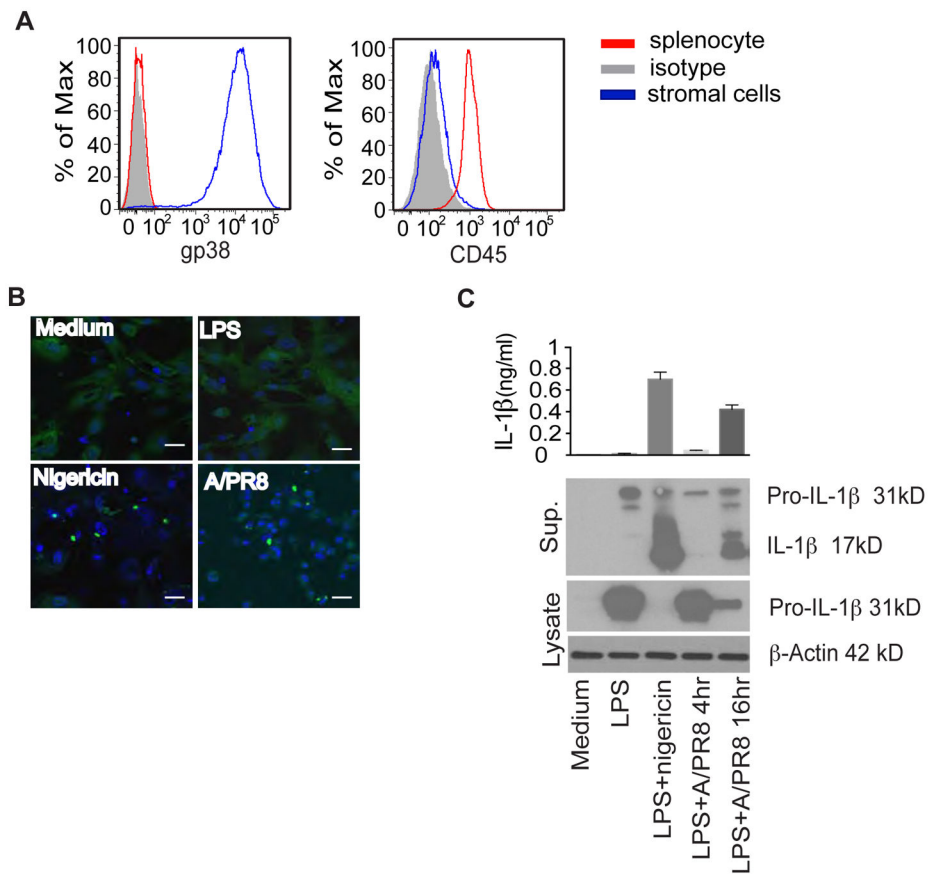 A
% of Max
100
80
60
40
20
0
0 10² 10³ 10⁴ 10⁵
gp38
% of Max
100
80
60
40
20
0
0 10² 10³ 10⁴ 10⁵
CD45
splenocyte
isotype
stromal cells
B
Medium
LPS
Nigericin
A/PR8
C
IL-1β(ng/ml)
1
0.8
0.6
0.4
0.2
0
Sup.
Pro-IL-1β 31kD
IL-1β 17kD
Lysate
Pro-IL-1β 31kD
β-Actin 42 kD
Medium
LPS
LPS+nigericin
LPS+A/PR8 4hr
LPS+A/PR8 16hr